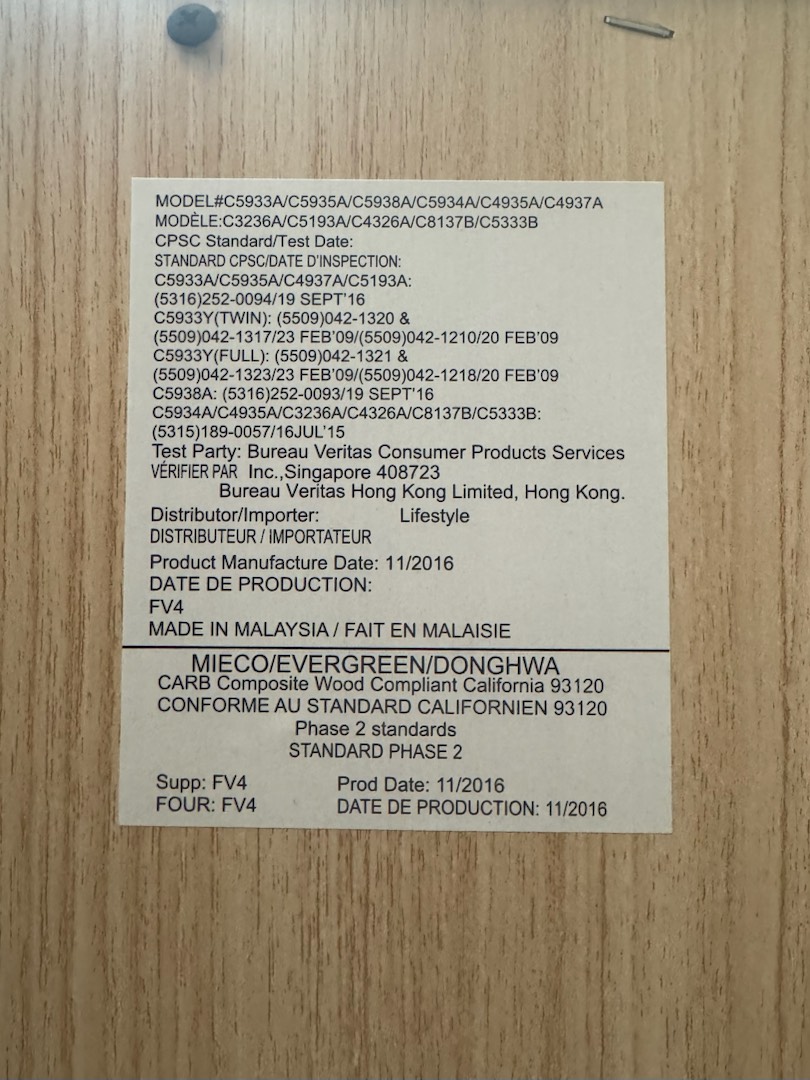 MODEL#C5933A/C5935A/C5938A/C5934A/C4935A/C4937A
MODÈLE:C3236A/C5193A/C4326A/C8137B/C5333B
CPSC Standard/Test Date:
STANDARD CPSC/DATE D'INSPECTION:
C5933A/C5935A/C4937A/C5193A:
(5316)252-0094/19 SEPT'16
C5933Y(TWIN): (5509)042-1320 &
(5509)042-1317/23 FEB'09/(5509)042-1210/20 FEB'09
C5933Y(FULL): (5509)042-1321 &
(5509)042-1323/23 FEB'09/(5509)042-1218/20 FEB'09
C5938A: (5316)252-0093/19 SEPT'16
C5934A/C4935A/C3236A/C4326A/C8137B/C5333B:
(5315)189-0057/16JUL'15
Test Party: Bureau Veritas Consumer Products Services
VÉRIFIER PAR Inc.,Singapore 408723
Bureau Veritas Hong Kong Limited, Hong Kong.
Distributor/Importer: Lifestyle
DISTRIBUTEUR / IMPORTATEUR
Product Manufacture Date: 11/2016
DATE DE PRODUCTION:
FV4
MADE IN MALAYSIA / FAIT EN MALAISIE
MIECO/EVERGREEN/DONGHWA
CARB Composite Wood Compliant California 93120
CONFORME AU STANDARD CALIFORNIEN 93120
Phase 2 standards
STANDARD PHASE 2
Supp: FV4 Prod Date: 11/2016
FOUR: FV4 DATE DE PRODUCTION: 11/2016